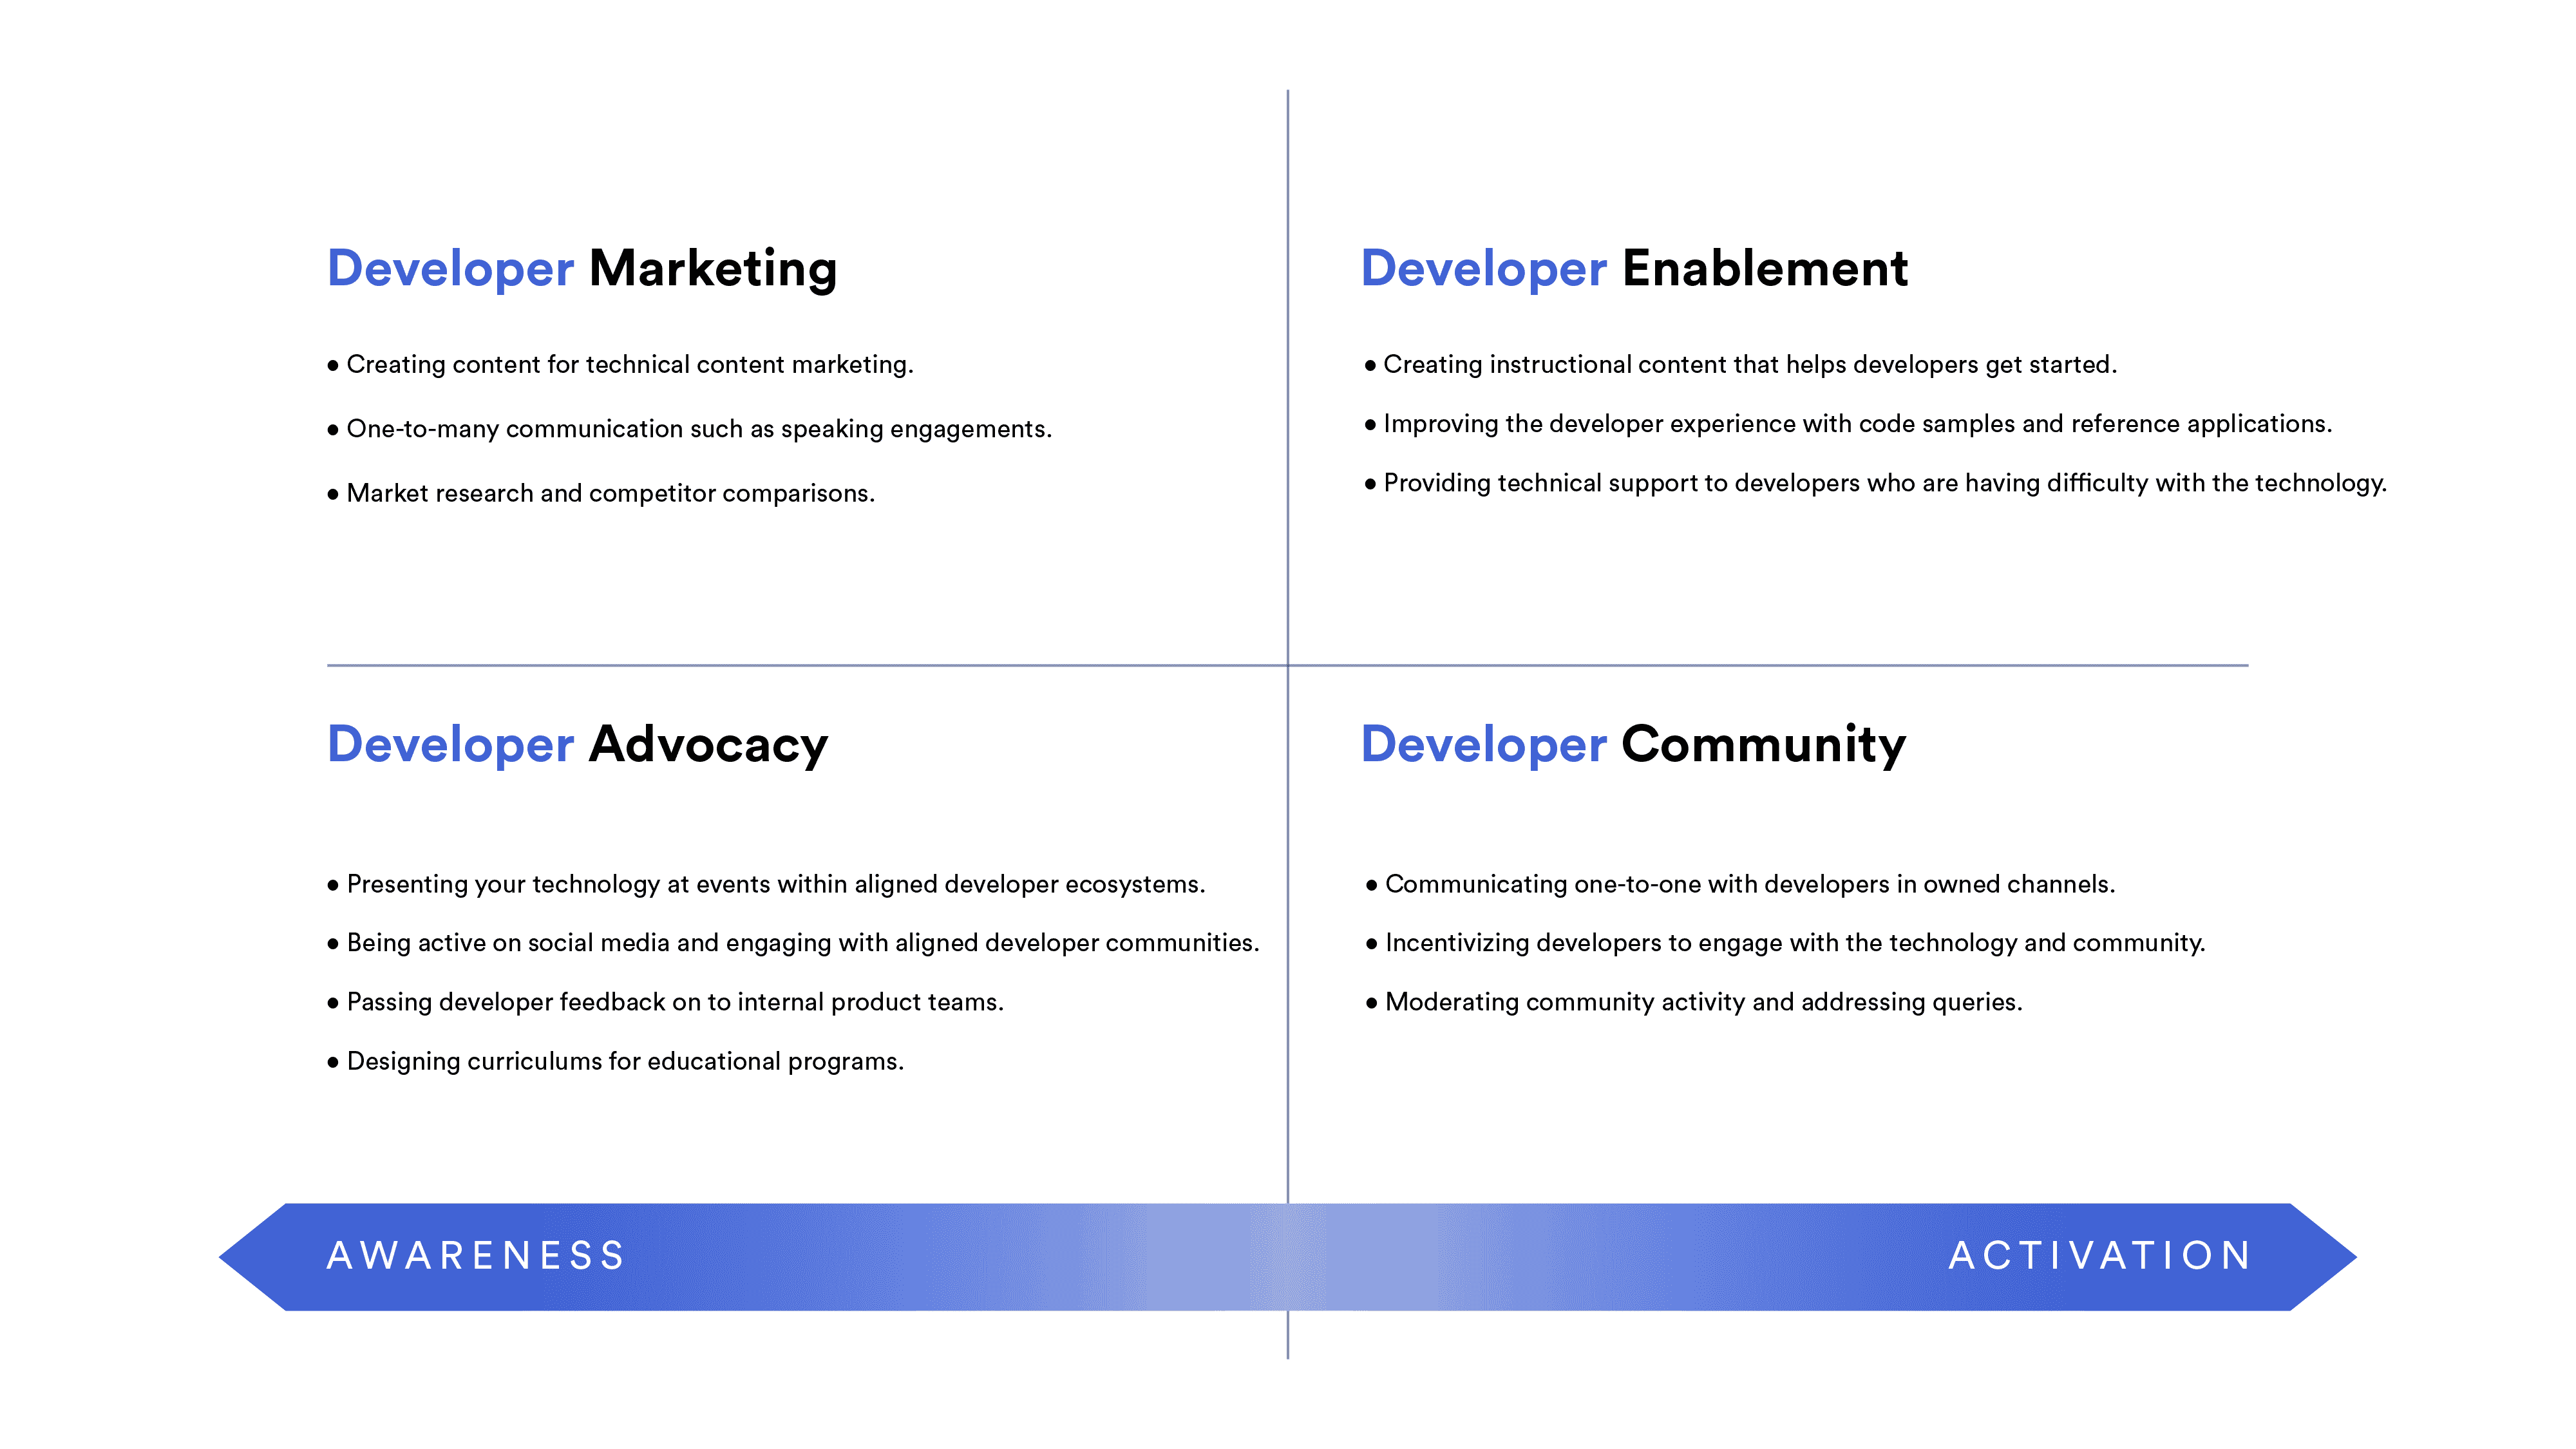 Developer Marketing
● Creating content for technical content marketing.
● One-to-many communication such as speaking engagements.
● Market research and competitor comparisons.
Developer Enablement
● Creating instructional content that helps developers get started.
● Improving the developer experience with code samples and reference applications.
● Providing technical support to developers who are having difficulty with the technology.
Developer Advocacy
● Presenting your technology at events within aligned developer ecosystems.
● Being active on social media and engaging with aligned developer communities.
● Passing developer feedback on to internal product teams.
● Designing curriculums for educational programs.
Developer Community
● Communicating one-to-one with developers in owned channels.
● Incentivizing developers to engage with the technology and community.
● Moderating community activity and addressing queries.
AWARENESS
ACTIVATION